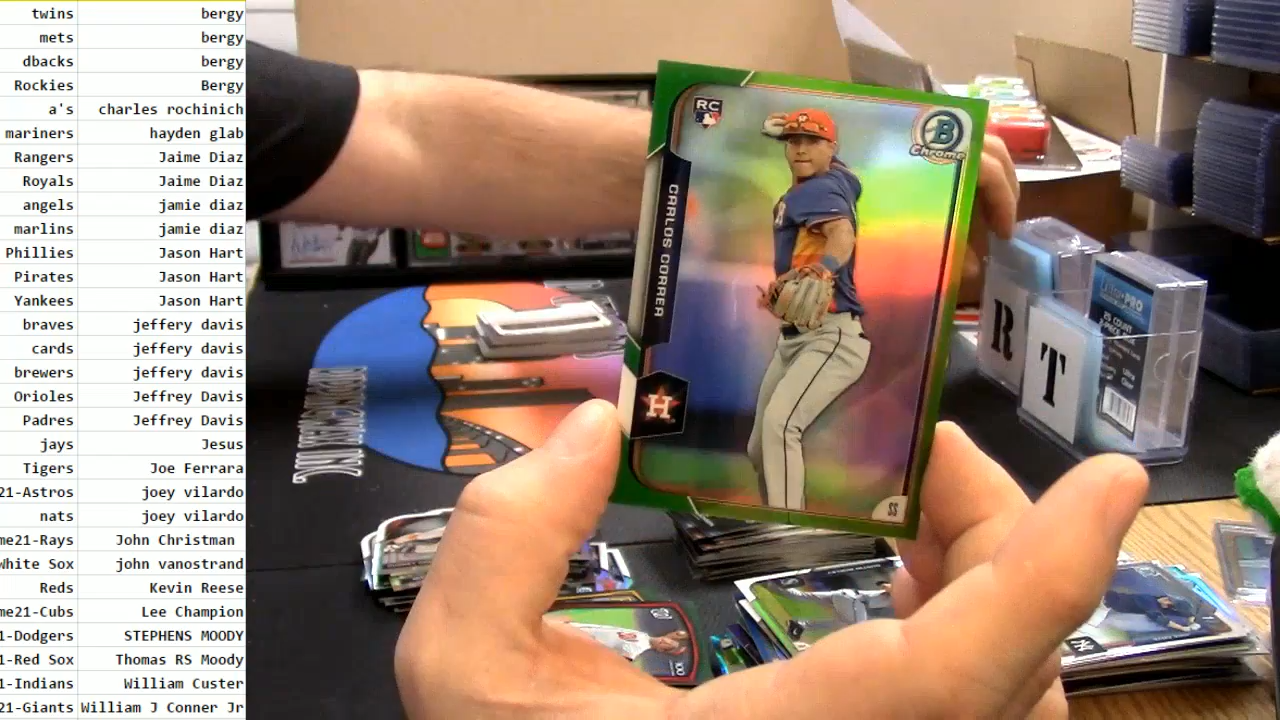 twins bergy
mets bergy
dbacks bergy
Rockies Bergy
a's charles rochinich
mariners hayden glab
Rangers Jaime Diaz
Royals Jaime Diaz
angels jamie diaz
marlins jamie diaz
Phillies Jason Hart
Pirates Jason Hart
Yankees Jason Hart
braves jeffery davis
cards jeffery davis
brewers jeffery davis
Orioles Jeffrey Davis
Padres Jeffrey Davis
jays Jesus
Tigers Joe Ferrara
21-Astros joey vilardo
nats joey vilardo
me21-Rays John Christman
White Sox john vanostrand
Reds Kevin Reese
me21-Cubs Lee Champion
1-Dodgers STEPHENS MOODY
1-Red Sox Thomas RS Moody
1-Indians William Custer
21-Giants William J Conner Jr
RC
B
Chrome
CARLOS CORREA
H
SS
R
T
PRO
25 COUNT
100